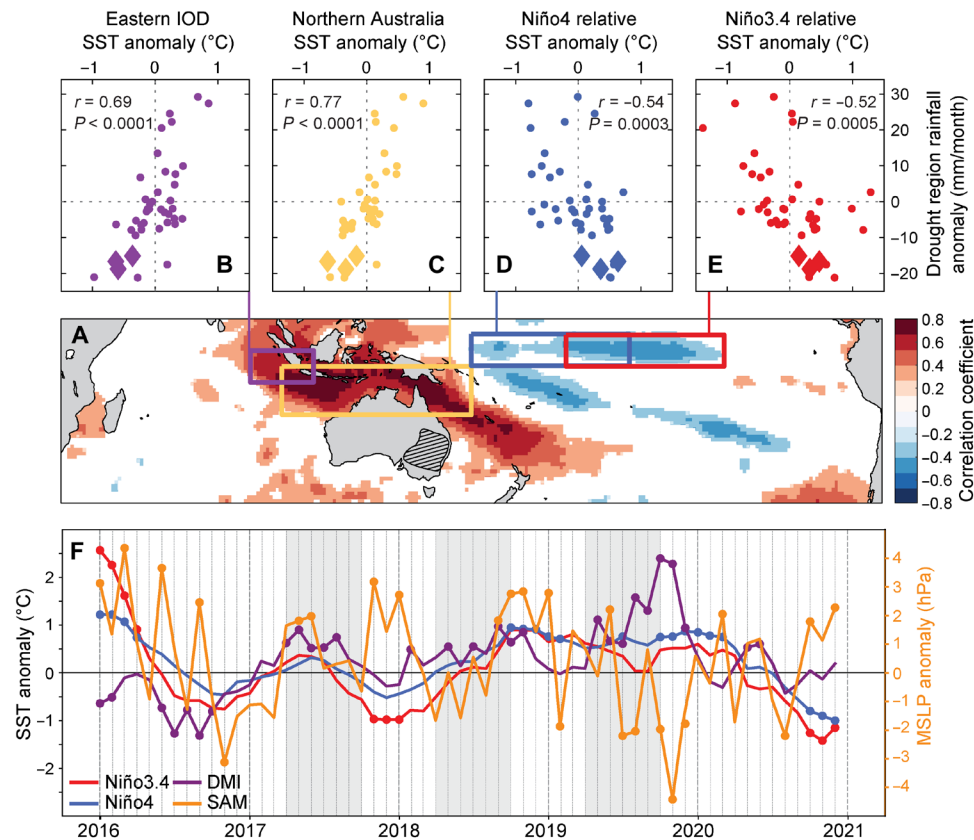 Eastern IOD
SST anomaly (°C)
Northern Australia
SST anomaly (°C)
Niño4 relative
SST anomaly (°C)
Niño3.4 relative
SST anomaly (°C)
−1 0 1
−1 0 1
−1 0 1
−1 0 1
r = 0.69
P < 0.0001
B
r = 0.77
P < 0.0001
C
r = −0.54
P = 0.0003
D
r = −0.52
P = 0.0005
E
30
20
10
0
−10
−20
Drought region rainfall
anomaly (mm/month)
A
0.8
0.6
0.4
0.2
0
−0.2
−0.4
−0.6
−0.8
Correlation coefficient
F
SST anomaly (°C)
2
1
0
−1
−2
4
3
2
1
0
−1
−2
−3
−4
MSLP anomaly (hPa)
Niño3.4
Niño4
DMI
SAM
2016 2017 2018 2019 2020 2021